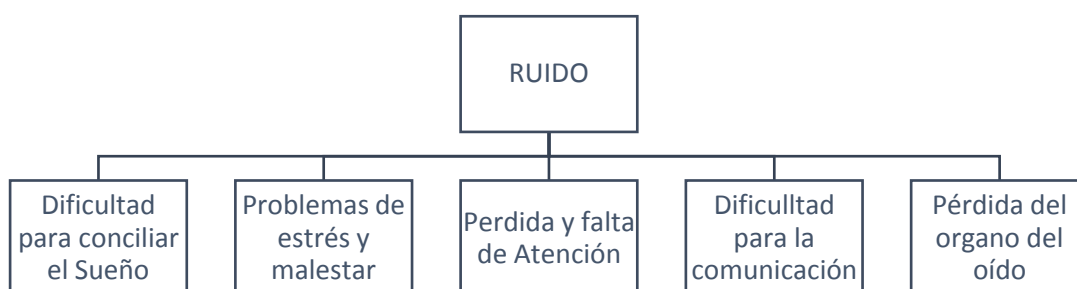 RUIDO
Dificultad
para conciliar
el Sueño
Problemas de
estrés y
malestar
Perdida y falta
de Atención
Dificulltad
para la
comunicación
Pérdida del
organo del
oído